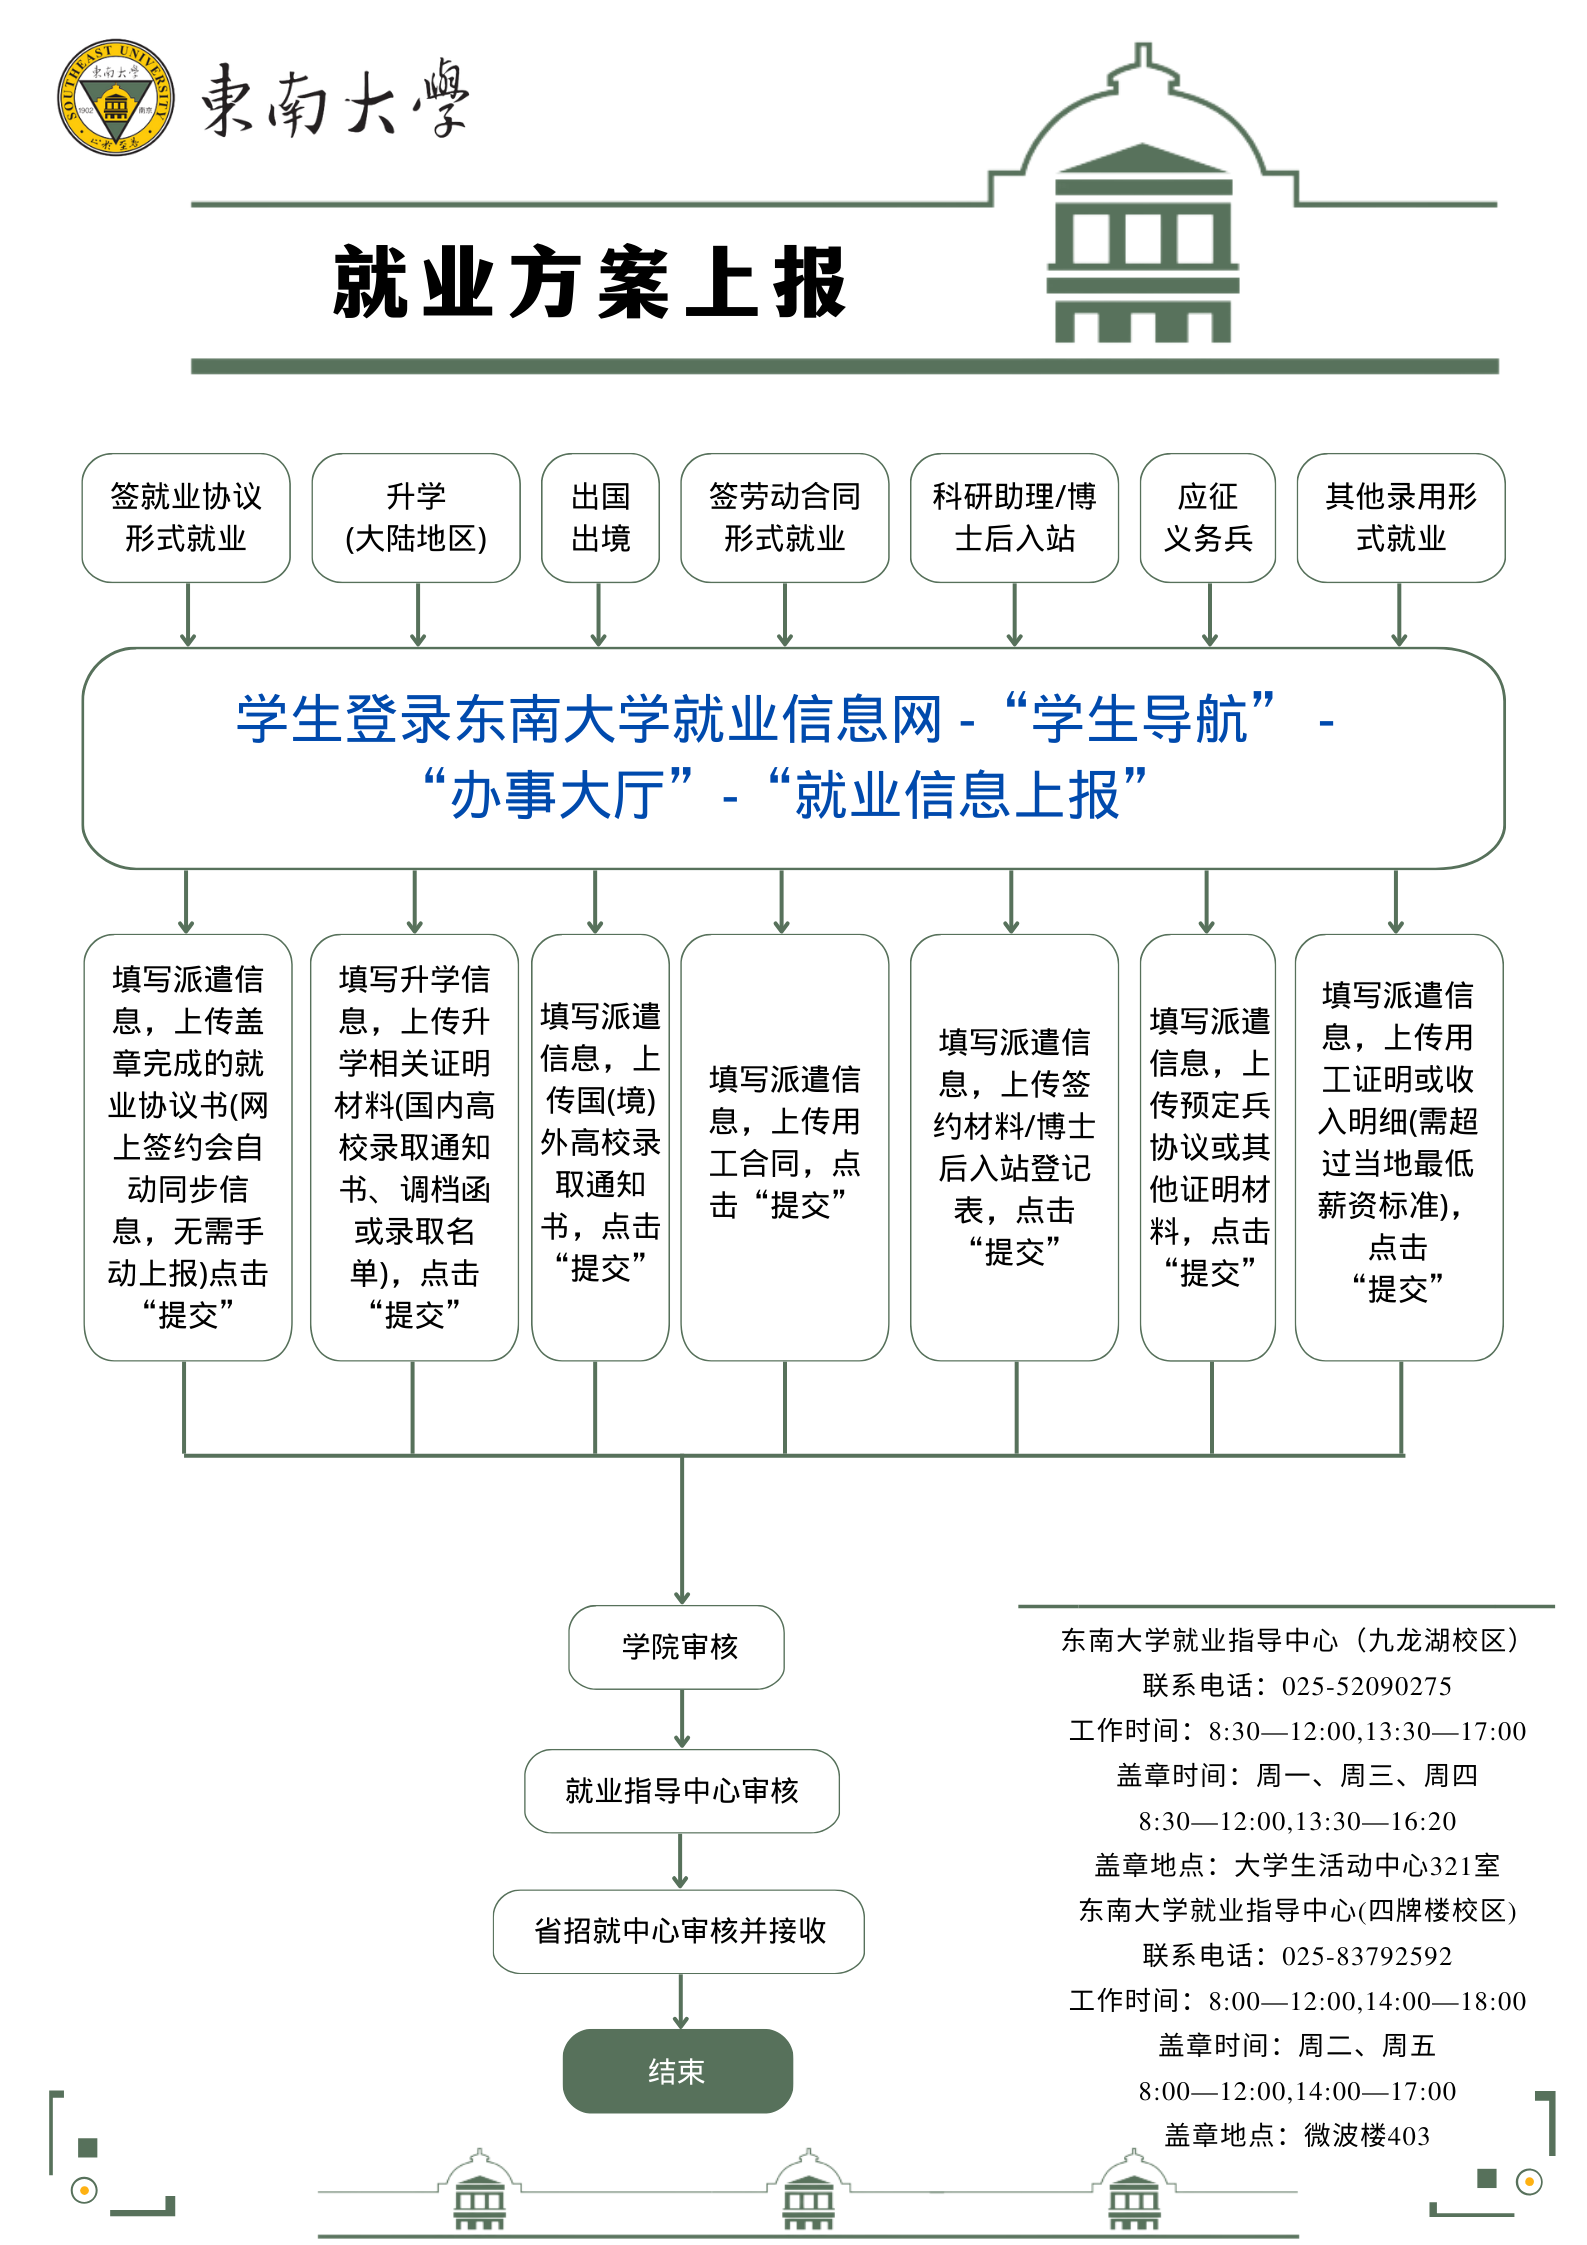 SOUTHEAST UNIVERSITY
東南大學
1902
南京
東南大學
就业方案上报
签就业协议
形式就业
升学
(大陆地区)
出国
出境
签劳动合同
形式就业
科研助理/博
士后入站
应征
义务兵
其他录用形
式就业
学生登录东南大学就业信息网 -“学生导航” -
“办事大厅” -“就业信息上报”
填写派遣信
息，上传盖
章完成的就
业协议书(网
上签约会自
动同步信
息，无需手
动上报)点击
“提交”
填写升学信
息，上传升
学相关证明
材料(国内高
校录取通知
书、调档函
或录取名
单)，点击
“提交”
填写派遣
信息，上
传国(境)
外高校录
取通知
书，点击
“提交”
填写派遣信
息，上传用
工合同，点
击“提交”
填写派遣信
息，上传签
约材料/博士
后入站登记
表，点击
“提交”
填写派遣
信息，上
传预定兵
协议或其
他证明材
料，点击
“提交”
填写派遣信
息，上传用
工证明或收
入明细(需超
过当地最低
薪资标准)，
点击
“提交”
学院审核
就业指导中心审核
省招就中心审核并接收
结束
东南大学就业指导中心（九龙湖校区）
联系电话：025-52090275
工作时间：8:30—12:00,13:30—17:00
盖章时间：周一、周三、周四
8:30—12:00,13:30—16:20
盖章地点：大学生活动中心321室
东南大学就业指导中心(四牌楼校区)
联系电话：025-83792592
工作时间：8:00—12:00,14:00—18:00
盖章时间：周二、周五
8:00—12:00,14:00—17:00
盖章地点：微波楼403